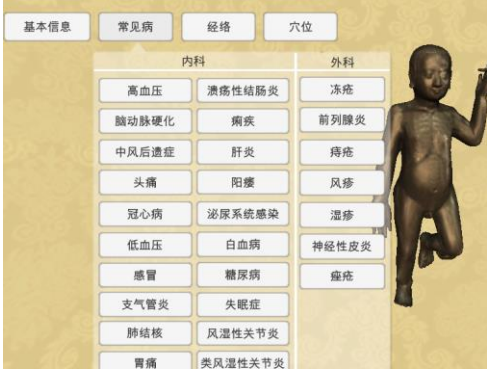 基本信息 常见病 经络 穴位
内科 外科
高血压 溃疡性结肠炎 冻疮
脑动脉硬化 痢疾 前列腺炎
中风后遗症 肝炎 痔疮
头痛 阳痿 风疹
冠心病 泌尿系统感染 湿疹
低血压 白血病 神经性皮炎
感冒 糖尿病 痤疮
支气管炎 失眠症
肺结核 风湿性关节炎
胃痛 类风湿性关节炎